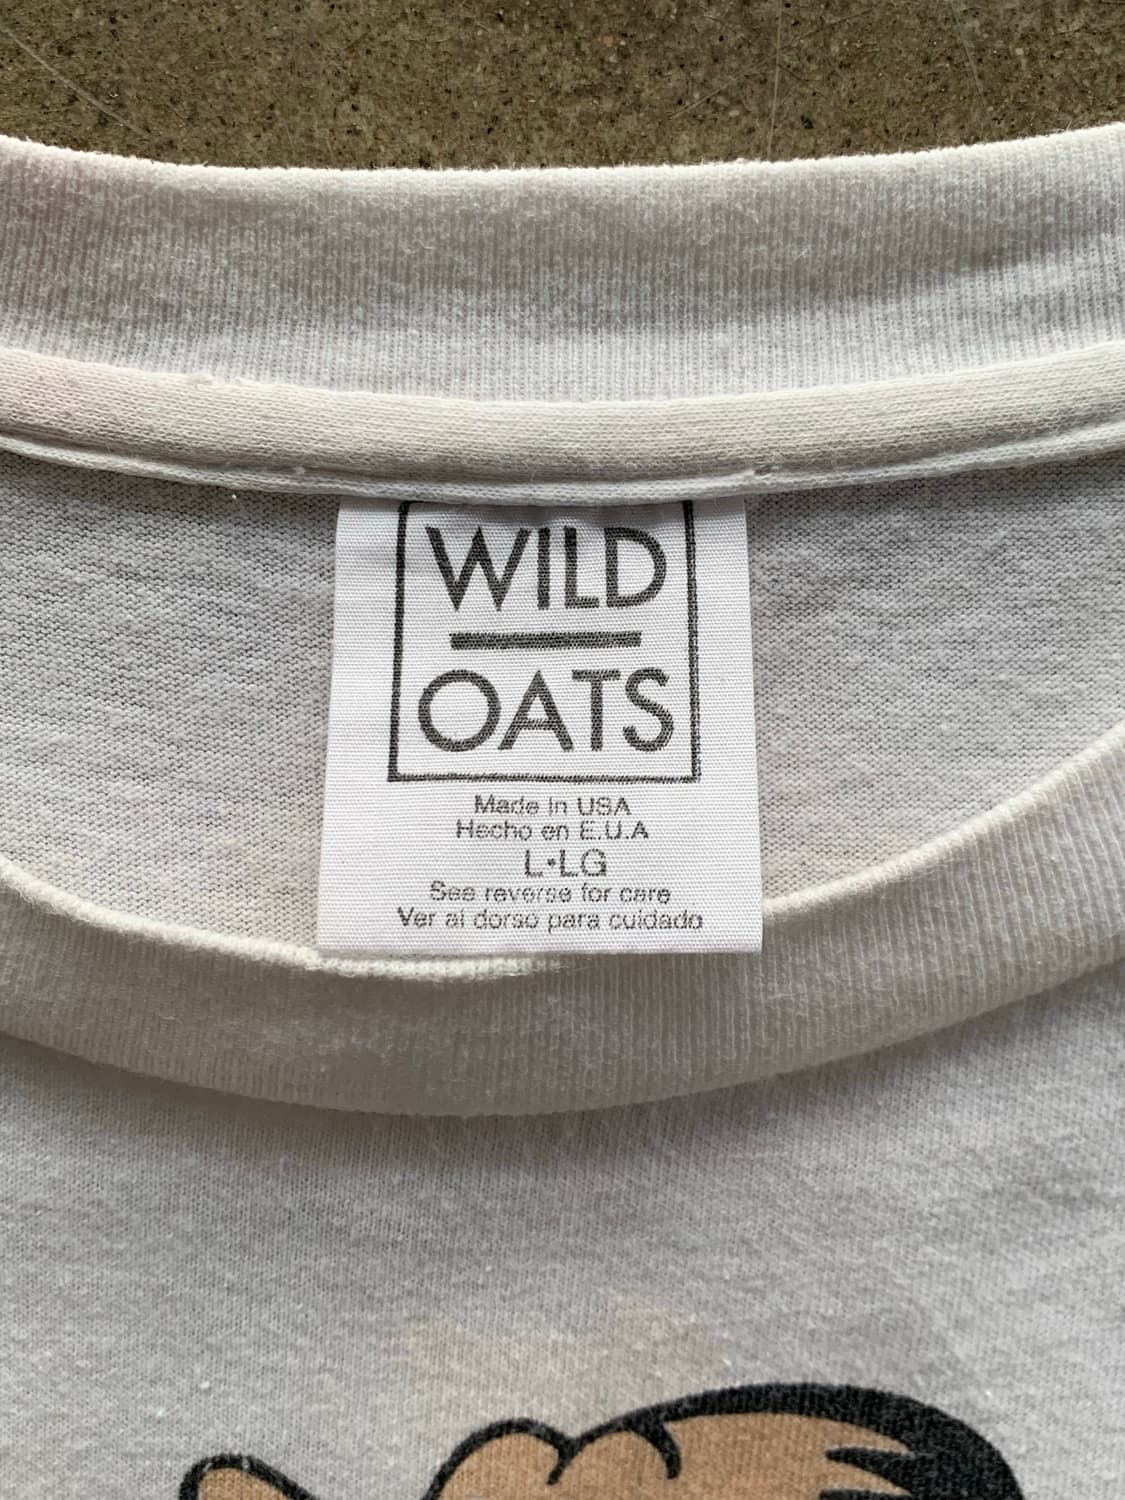 WILD
OATS
Made in USA
Hecho en E.U.A
L•LG
See reverse for care
Ver al dorso para cuidado